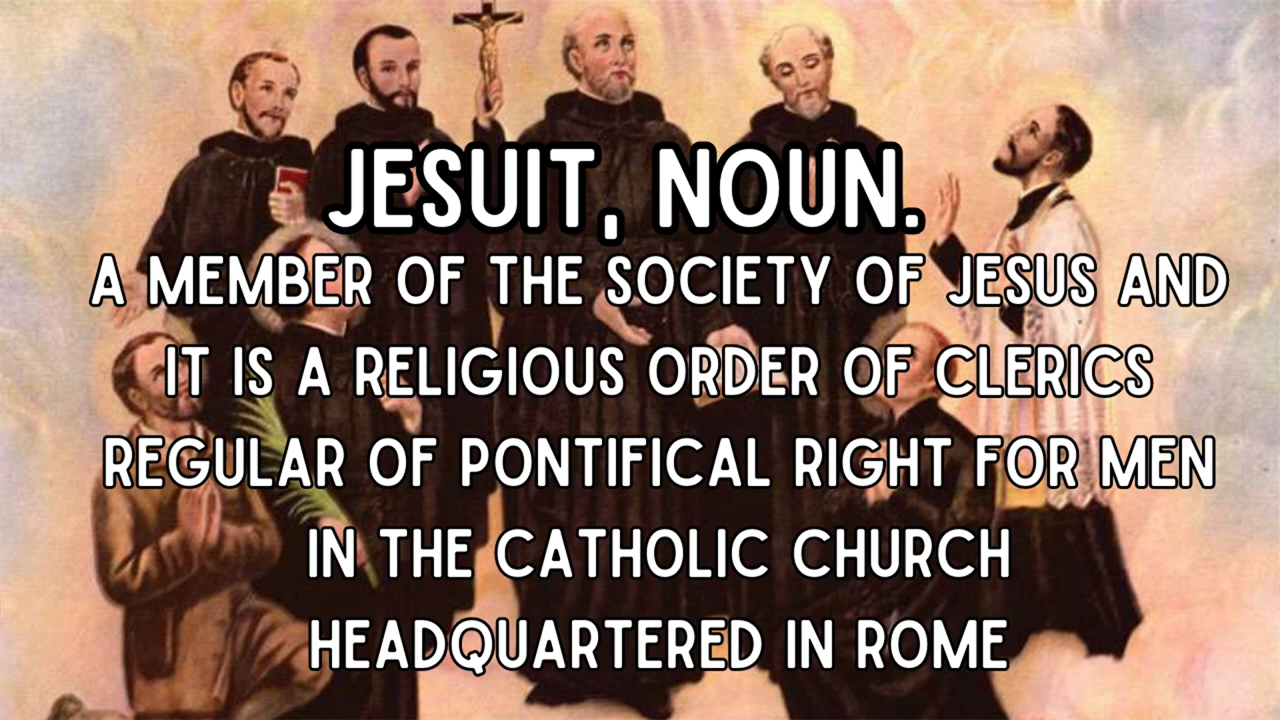 JESUIT, NOUN.
A MEMBER OF THE SOCIETY OF JESUS AND
IT IS A RELIGIOUS ORDER OF CLERICS
REGULAR OF PONTIFICAL RIGHT FOR MEN
IN THE CATHOLIC CHURCH
HEADQUARTERED IN ROME